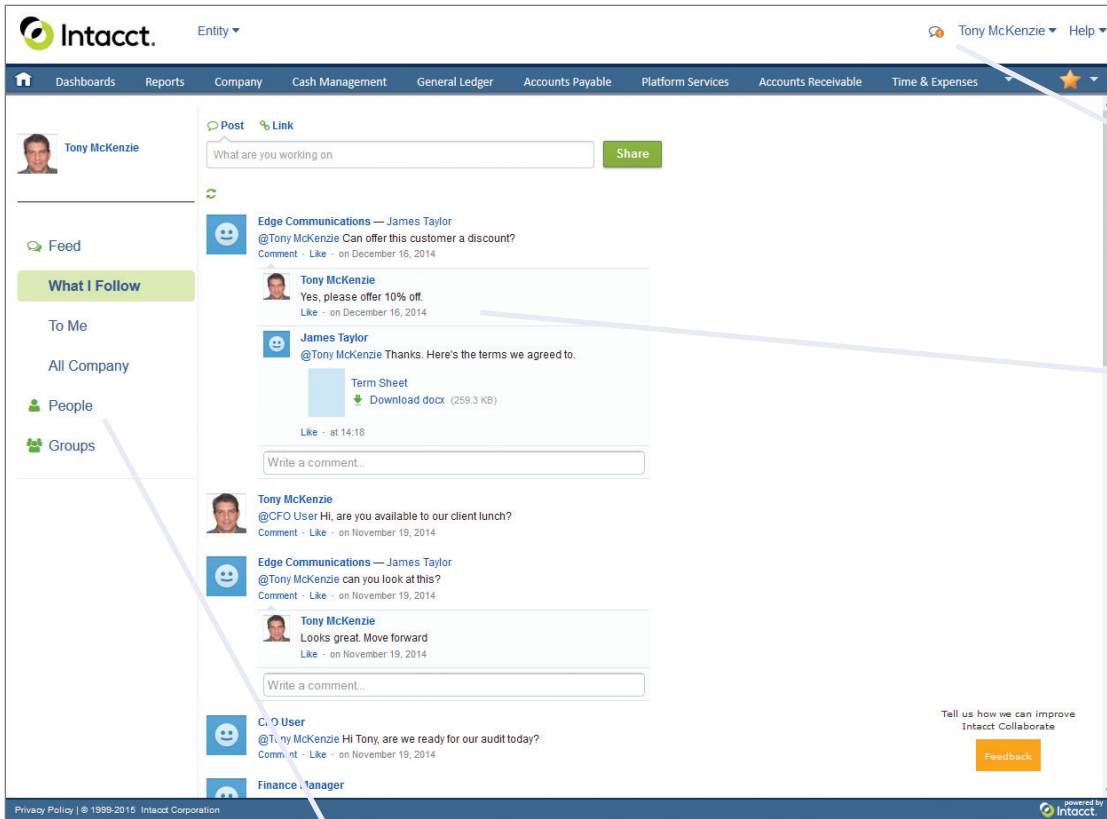 Intacct.
Entity
1
Tony McKenzie
Help
Dashboards
Reports
Company
Cash Management
General Ledger
Accounts Payable
Platform Services
Accounts Receivable
Time & Expenses
Tony McKenzie
Feed
What I Follow
To Me
All Company
People
Groups
Post
Link
What are you working on
Share
Edge Communications — James Taylor
@Tony McKenzie Can offer this customer a discount?
Comment · Like · on December 16, 2014
Tony McKenzie
Yes, please offer 10% off.
Like · on December 16, 2014
James Taylor
@Tony McKenzie Thanks. Here's the terms we agreed to.
Term Sheet
Download docx (259.3 KB)
Like · at 14:18
Write a comment...
Tony McKenzie
@CFO User Hi, are you available to our client lunch?
Comment · Like · on November 19, 2014
Edge Communications — James Taylor
@Tony McKenzie can you look at this?
Comment · Like · on November 19, 2014
Tony McKenzie
Looks great. Move forward
Like · on November 19, 2014
Write a comment...
CFO User
@Tony McKenzie Hi Tony, are we ready for our audit today?
Comment · Like · on November 19, 2014
Finance Manager
Tell us how we can improve
Intacct Collaborate
Feedback
Privacy Policy | © 1999-2015 Intacct Corporation
powered by
Intacct.